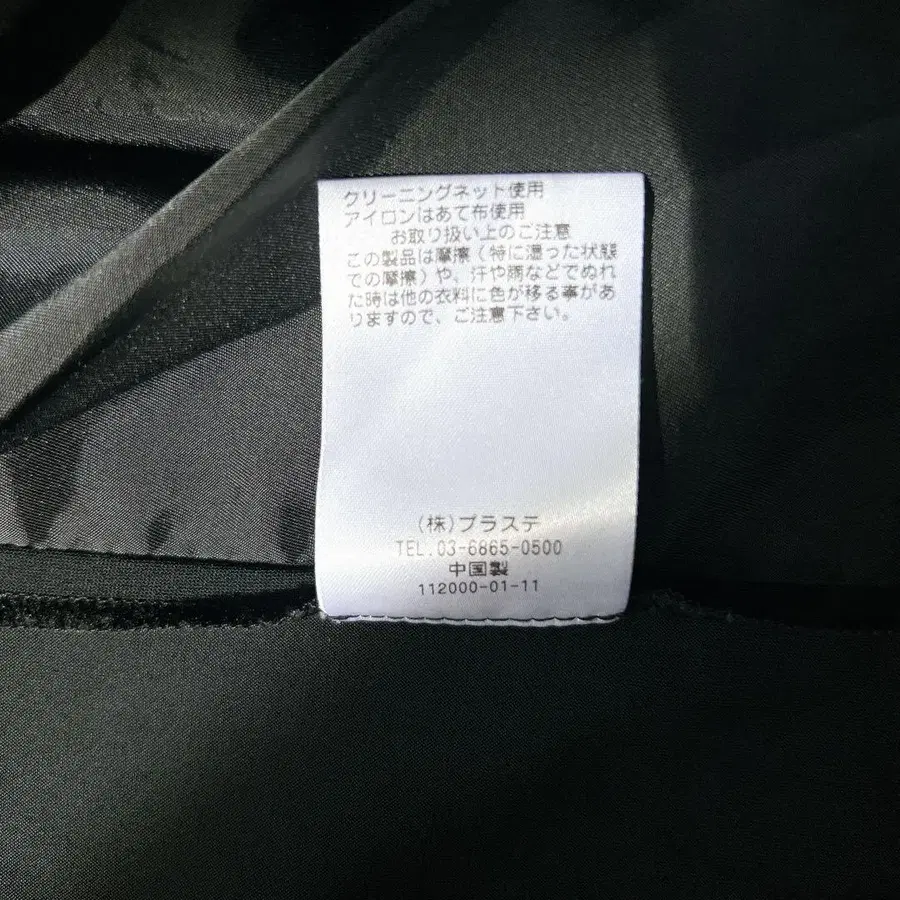 クリーニングネット使用
アイロンはあて布使用
お取り扱い上のご注意
この製品は摩擦（特に湿った状態
での摩擦）や、汗や雨などでぬれ
た時は他の衣料に色が移る事があ
りますので、ご注意下さい。
(株)プラステ
TEL.03-6865-0500
中国製
112000-01-11